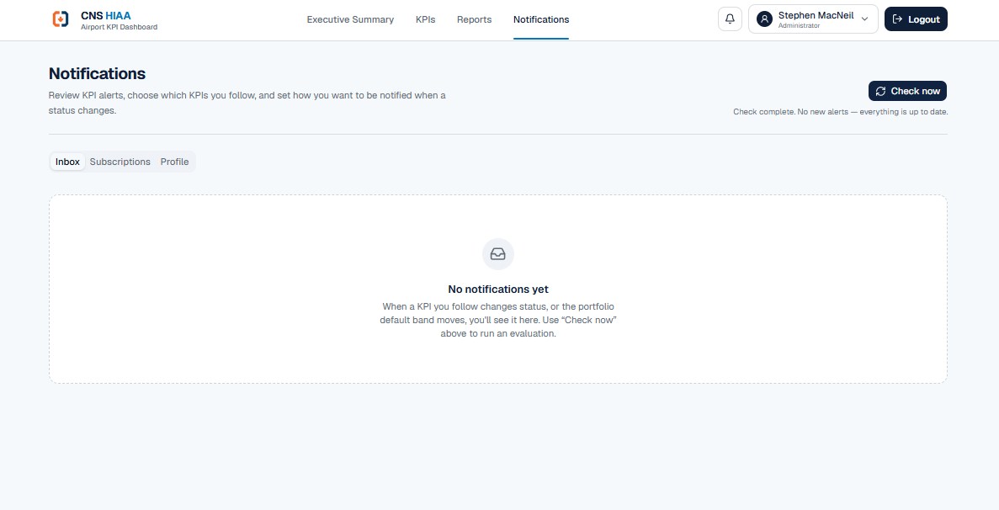 CNS HIAA
Airport KPI Dashboard
Executive Summary
KPIs
Reports
Notifications
Stephen MacNeil
Administrator
Logout
Notifications
Review KPI alerts, choose which KPIs you follow, and set how you want to be notified when a
status changes.
Check now
Check complete. No new alerts — everything is up to date.
Inbox
Subscriptions
Profile
No notifications yet
When a KPI you follow changes status, or the portfolio
default band moves, you'll see it here. Use “Check now”
above to run an evaluation.